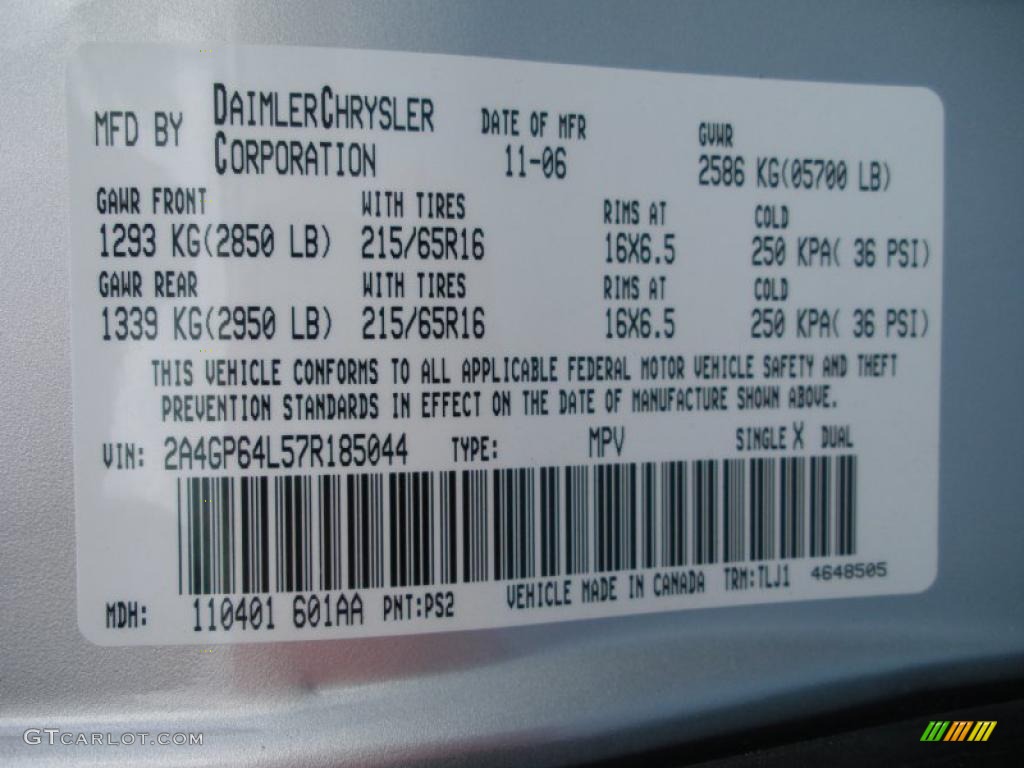 MFD BY DAIMLERCHRYSLER CORPORATION DATE OF MFR 11-06 GVWR 2586 KG(05700 LB)
GAWR FRONT WITH TIRES RIMS AT COLD
1293 KG(2850 LB) 215/65R16 16X6.5 250 KPA( 36 PSI)
GAWR REAR WITH TIRES RIMS AT COLD
1339 KG(2950 LB) 215/65R16 16X6.5 250 KPA( 36 PSI)
THIS VEHICLE CONFORMS TO ALL APPLICABLE FEDERAL MOTOR VEHICLE SAFETY AND THEFT
PREVENTION STANDARDS IN EFFECT ON THE DATE OF MANUFACTURE SHOWN ABOVE.
VIN: 2A4GP64L57R185044 TYPE: MPV SINGLE X DUAL
MDH: 110401 601AA PNT:PS2 VEHICLE MADE IN CANADA TRM:TLJ1 4648505
GTCARLOT.COM